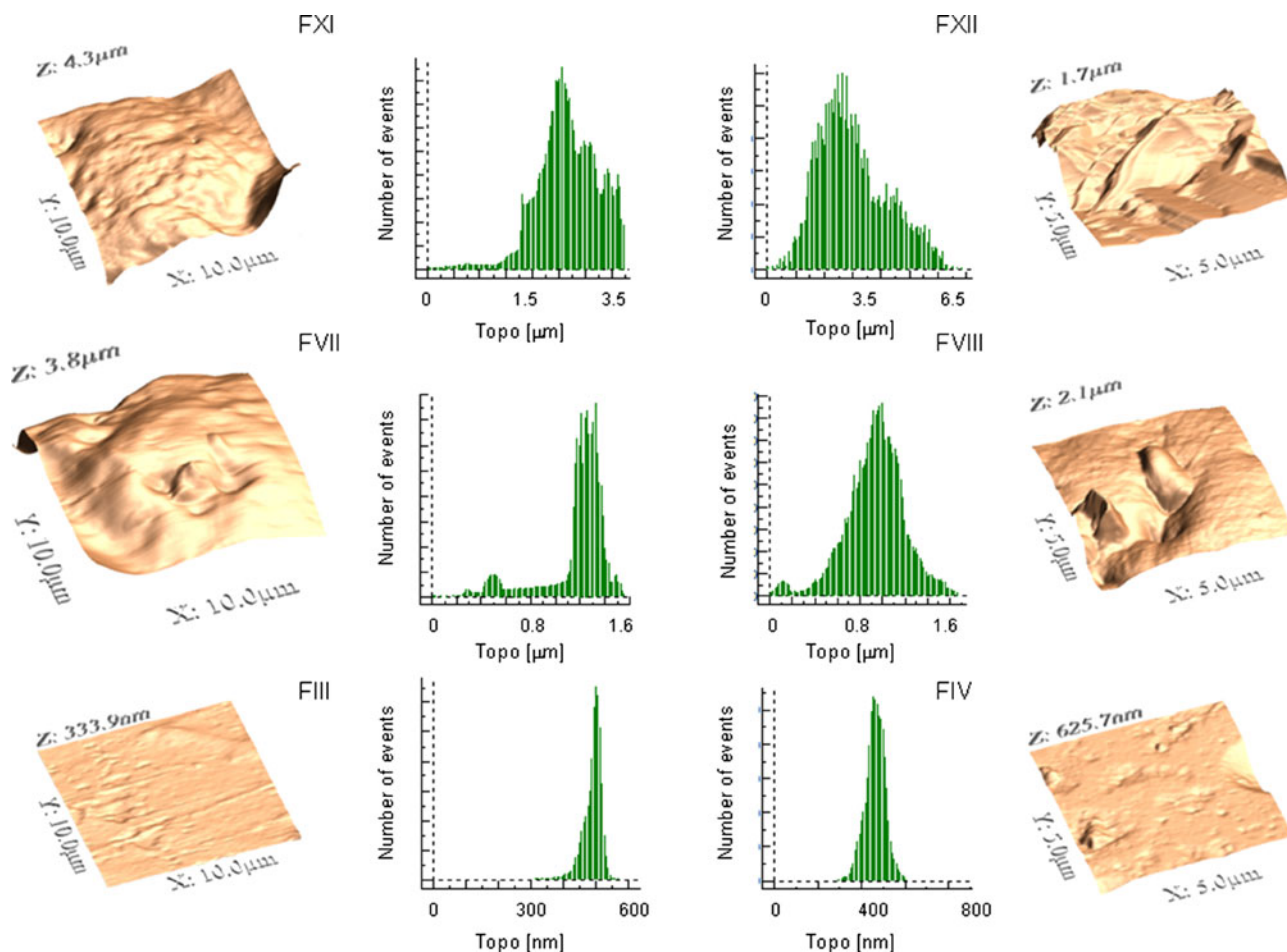 FXI
FXII
Z: 4.3µm
Y: 10.0µm
X: 10.0µm
Number of events
0 1.5 3.5
Topo [µm]
Number of events
0 3.5 6.5
Topo [µm]
Z: 1.7µm
Y: 5.0µm
X: 5.0µm
FVII
FVIII
Z: 3.8µm
Y: 10.0µm
X: 10.0µm
Number of events
0 0.8 1.6
Topo [µm]
Number of events
0 0.8 1.6
Topo [µm]
Z: 2.1µm
Y: 5.0µm
X: 5.0µm
FIII
FIV
Z: 333.9nm
Y: 10.0µm
X: 10.0µm
Number of events
0 300 600
Topo [nm]
Number of events
0 400 800
Topo [nm]
Z: 625.7nm
Y: 5.0µm
X: 5.0µm